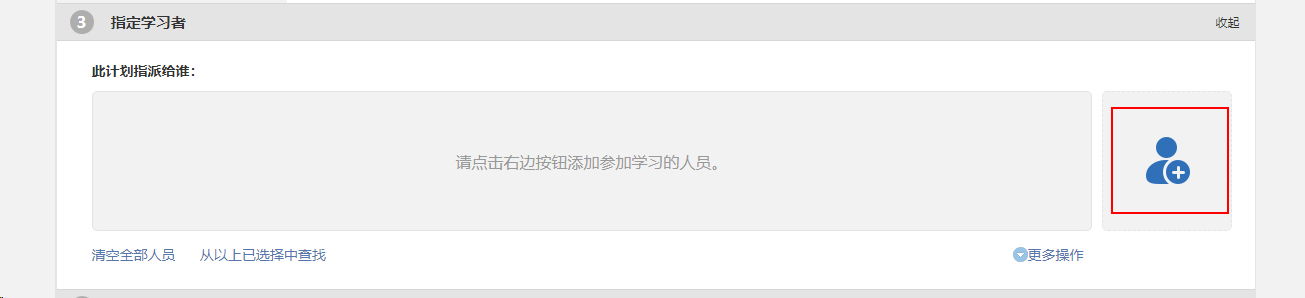 3 指定学习者 收起
此计划指派给谁：
请点击右边按钮添加参加学习的人员。
清空全部人员 从以上已选择中查找 更多操作